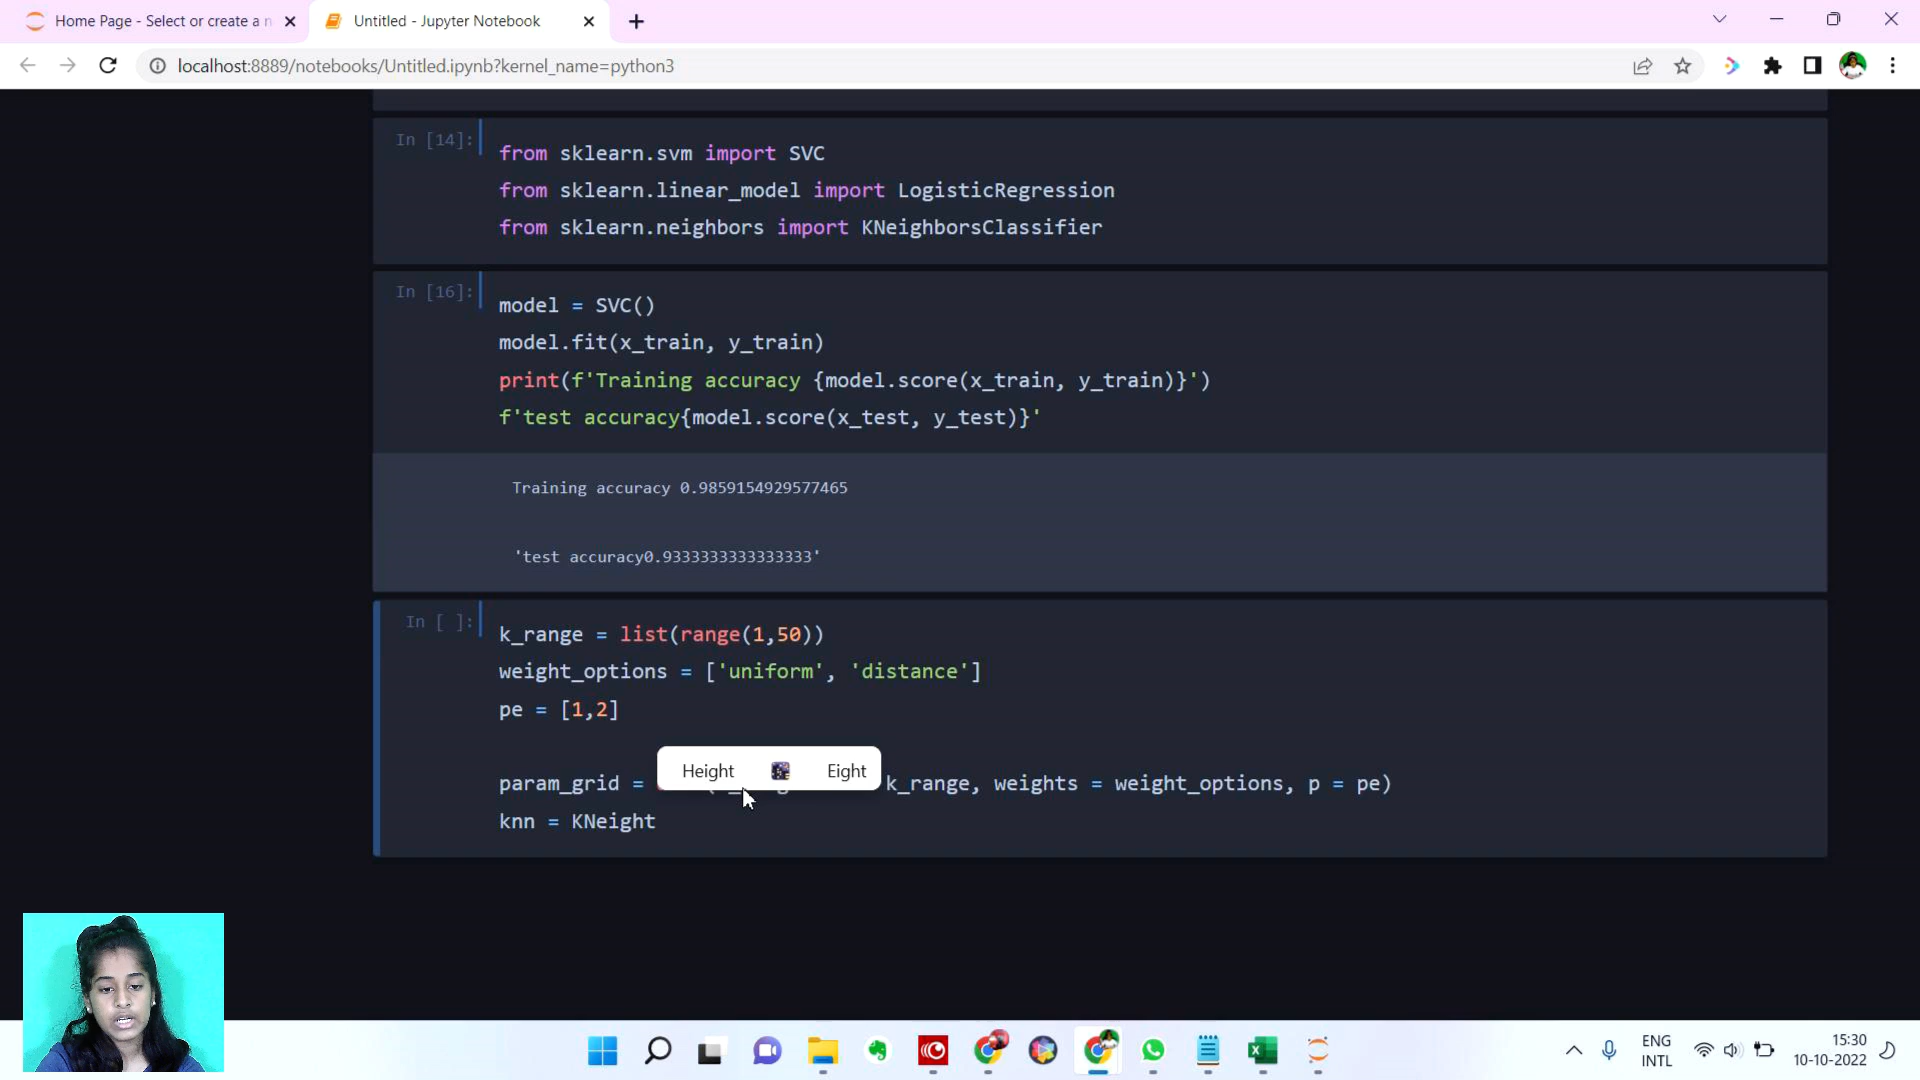 Home Page - Select or create a n
Untitled - Jupyter Notebook
localhost:8889/notebooks/Untitled.ipynb?kernel_name=python3
In [14]:
from sklearn.svm import SVC
from sklearn.linear_model import LogisticRegression
from sklearn.neighbors import KNeighborsClassifier
In [16]:
model = SVC()
model.fit(x_train, y_train)
print(f'Training accuracy {model.score(x_train, y_train)}')
f'test accuracy{model.score(x_test, y_test)}'
Training accuracy 0.9859154929577465
'test accuracy0.9333333333333333'
In [ ]:
k_range = list(range(1,50))
weight_options = ['uniform', 'distance']
pe = [1,2]
Height Eight
param_grid = k_range, weights = weight_options, p = pe)
knn = KNeight
ENG
INTL
15:30
10-10-2022